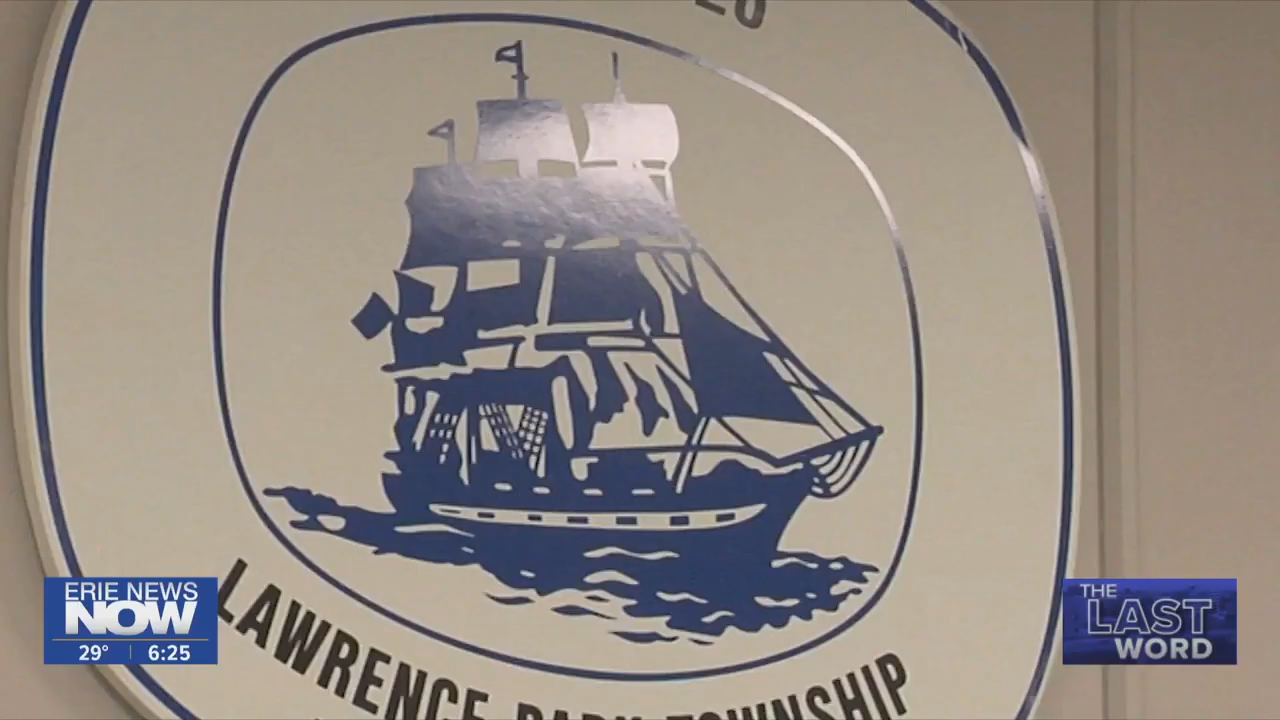 LAWRENCE PARK TOWNSHIP
ERIE NEWS
NOW
29° | 6:25
THE
LAST
WORD